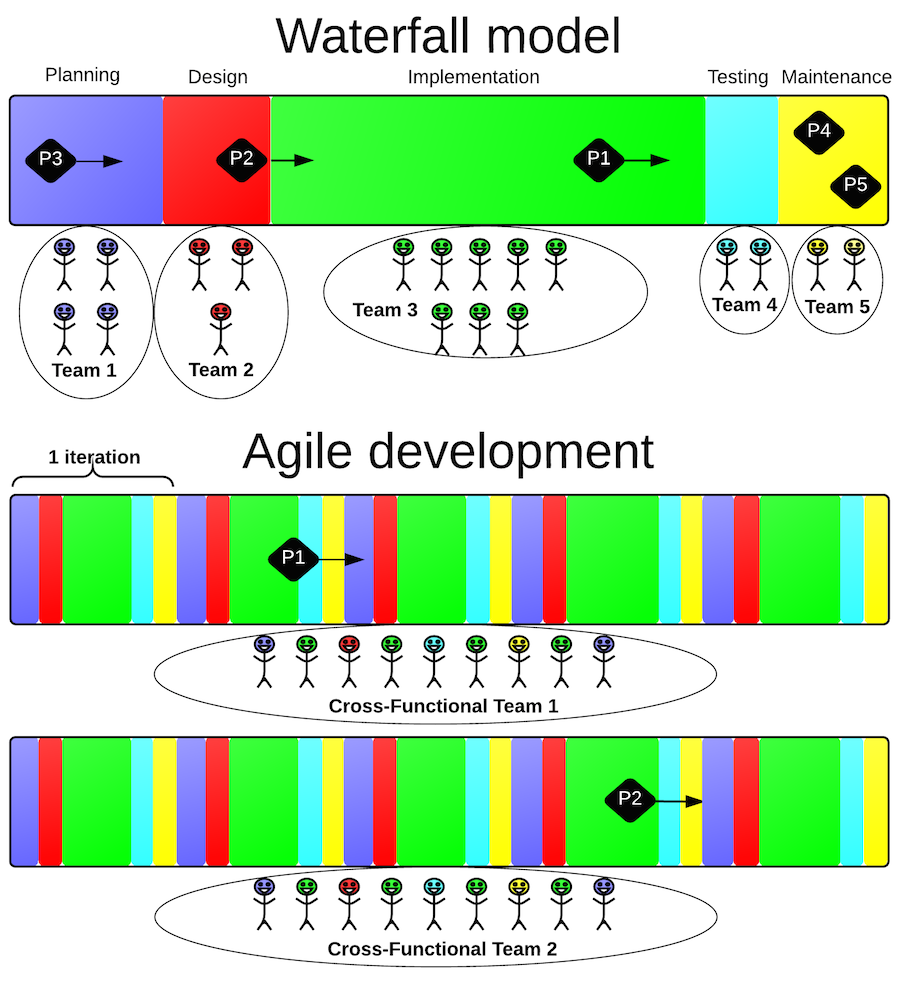 Waterfall model
Planning Design Implementation Testing Maintenance
P3 P2 P1 P4
P5
Team 1 Team 2 Team 3 Team 4 Team 5
Agile development
1 iteration
P1
Cross-Functional Team 1
P2
Cross-Functional Team 2